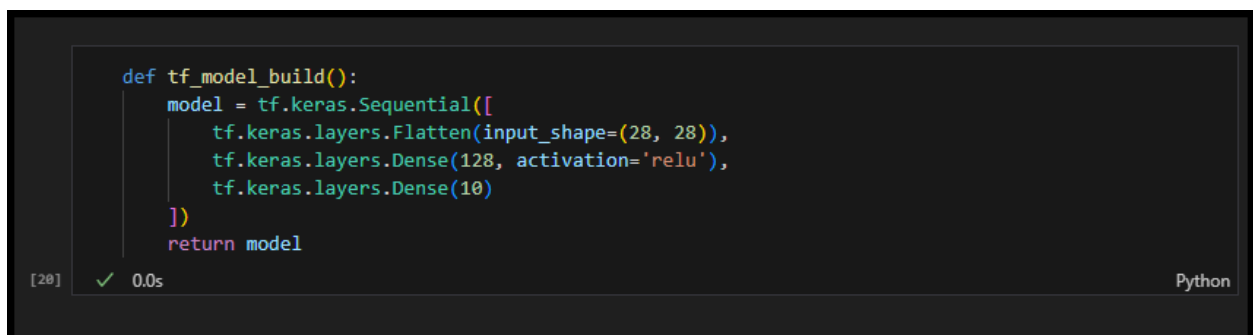 def tf_model_build():
    model = tf.keras.Sequential([
        tf.keras.layers.Flatten(input_shape=(28, 28)),
        tf.keras.layers.Dense(128, activation='relu'),
        tf.keras.layers.Dense(10)
    ])
    return model
[20] ✓ 0.0s Python